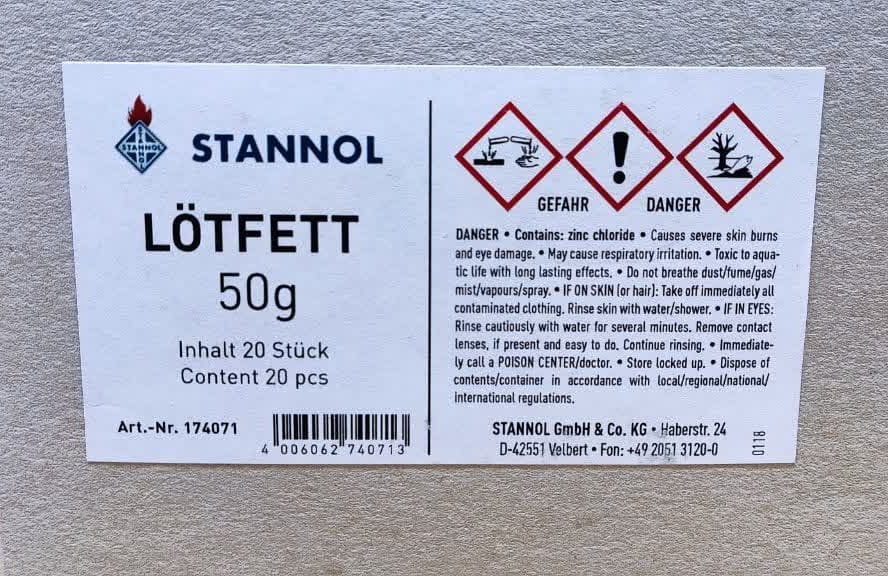 STANNOL
STANNOL
LÖTFETT
50g
Inhalt 20 Stück
Content 20 pcs
Art.-Nr. 174071
4 006062 740713
GEFAHR DANGER
DANGER • Contains: zinc chloride • Causes severe skin burns
and eye damage. • May cause respiratory irritation. • Toxic to aqua-
tic life with long lasting effects. • Do not breathe dust/fume/gas/
mist/vapours/spray. • IF ON SKIN (or hair): Take off immediately all
contaminated clothing. Rinse skin with water/shower. • IF IN EYES:
Rinse cautiously with water for several minutes. Remove contact
lenses, if present and easy to do. Continue rinsing. • Immediate-
ly call a POISON CENTER/doctor. • Store locked up. • Dispose of
contents/container in accordance with local/regional/national/
international regulations.
STANNOL GmbH & Co. KG • Haberstr. 24
D-42551 Velbert • Fon: +49 2051 3120-0
0118